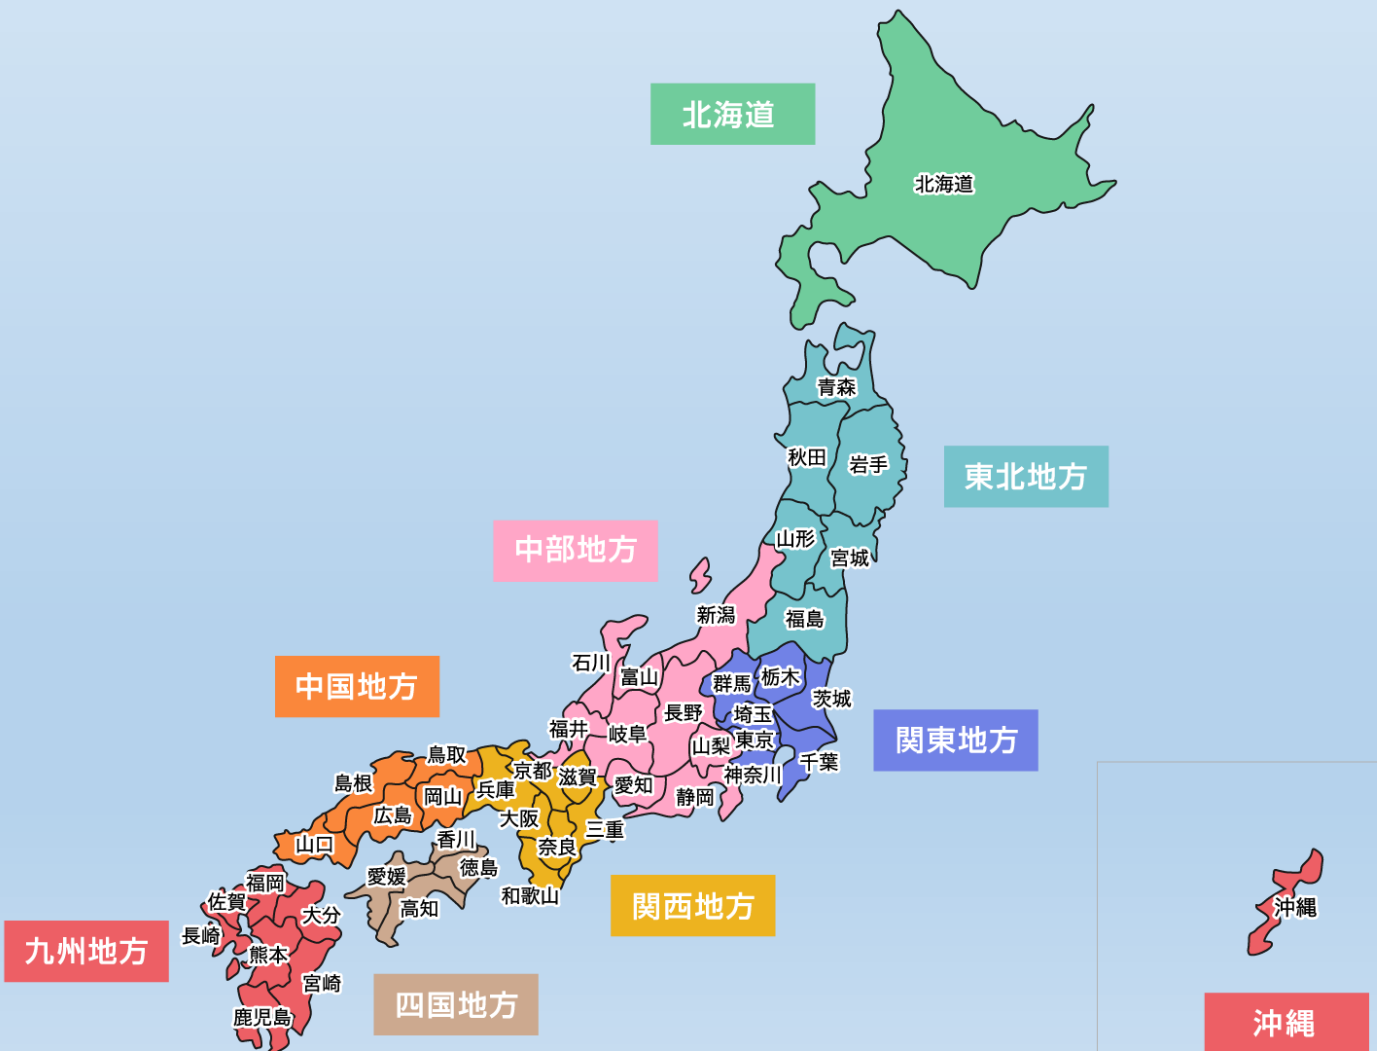 北海道
北海道
青森
秋田
岩手
東北地方
山形
宮城
中部地方
新潟
福島
石川
富山
群馬
栃木
茨城
中国地方
長野
埼玉
福井
岐阜
山梨
東京
関東地方
千葉
神奈川
鳥取
京都
滋賀
島根
兵庫
愛知
静岡
岡山
広島
大阪
三重
山口
香川
奈良
徳島
愛媛
和歌山
関西地方
高知
福岡
佐賀
大分
長崎
九州地方
熊本
宮崎
四国地方
鹿児島
沖縄
沖縄